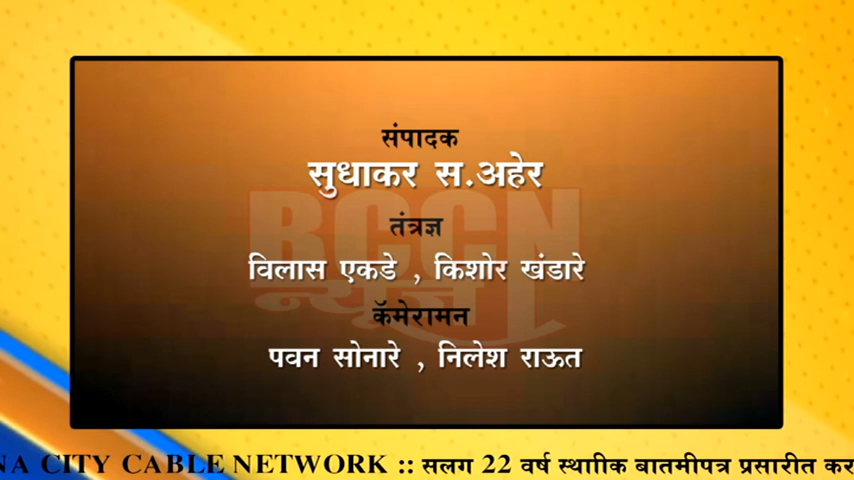 संपादक
सुधाकर स.अहेर
तंत्रज्ञ
विलास एकडे , किशोर खंडारे
कॅमेरामन
पवन सोनारे , निलेश राऊत
BCCN
न्यूज
NA CITY CABLE NETWORK :: सलग 22 वर्ष स्थाीक बातमीपत्र प्रसारीत कर